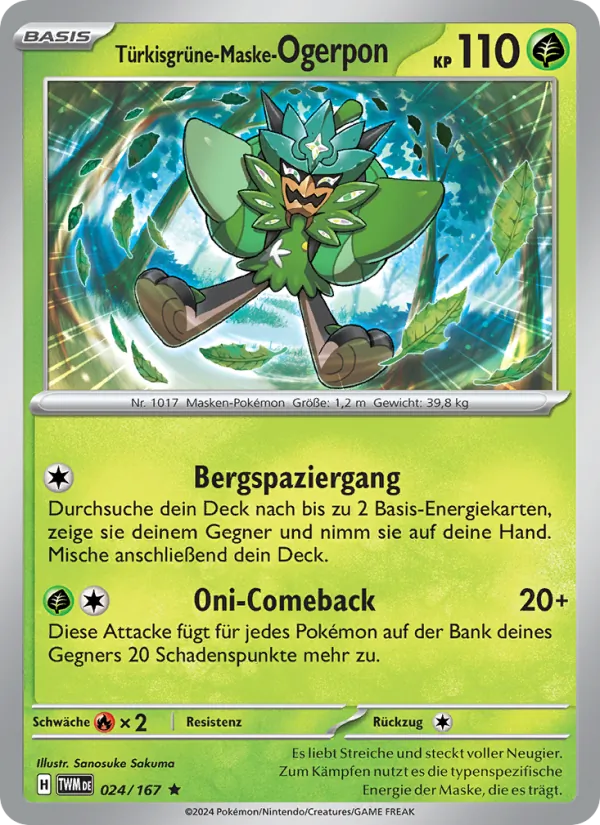 BASIS
Türkisgrüne-Maske-Ogerpon KP 110
Nr. 1017 Masken-Pokémon Größe: 1,2 m Gewicht: 39,8 kg
Bergspaziergang
Durchsuche dein Deck nach bis zu 2 Basis-Energiekarten,
zeige sie deinem Gegner und nimm sie auf deine Hand.
Mische anschließend dein Deck.
Oni-Comeback 20+
Diese Attacke fügt für jedes Pokémon auf der Bank deines
Gegners 20 Schadenspunkte mehr zu.
Schwäche ×2 Resistenz Rückzug
Illustr. Sanosuke Sakuma
H TWM DE 024/167 ★
Es liebt Streiche und steckt voller Neugier.
Zum Kämpfen nutzt es die typenspezifische
Energie der Maske, die es trägt.
©2024 Pokémon/Nintendo/Creatures/GAME FREAK